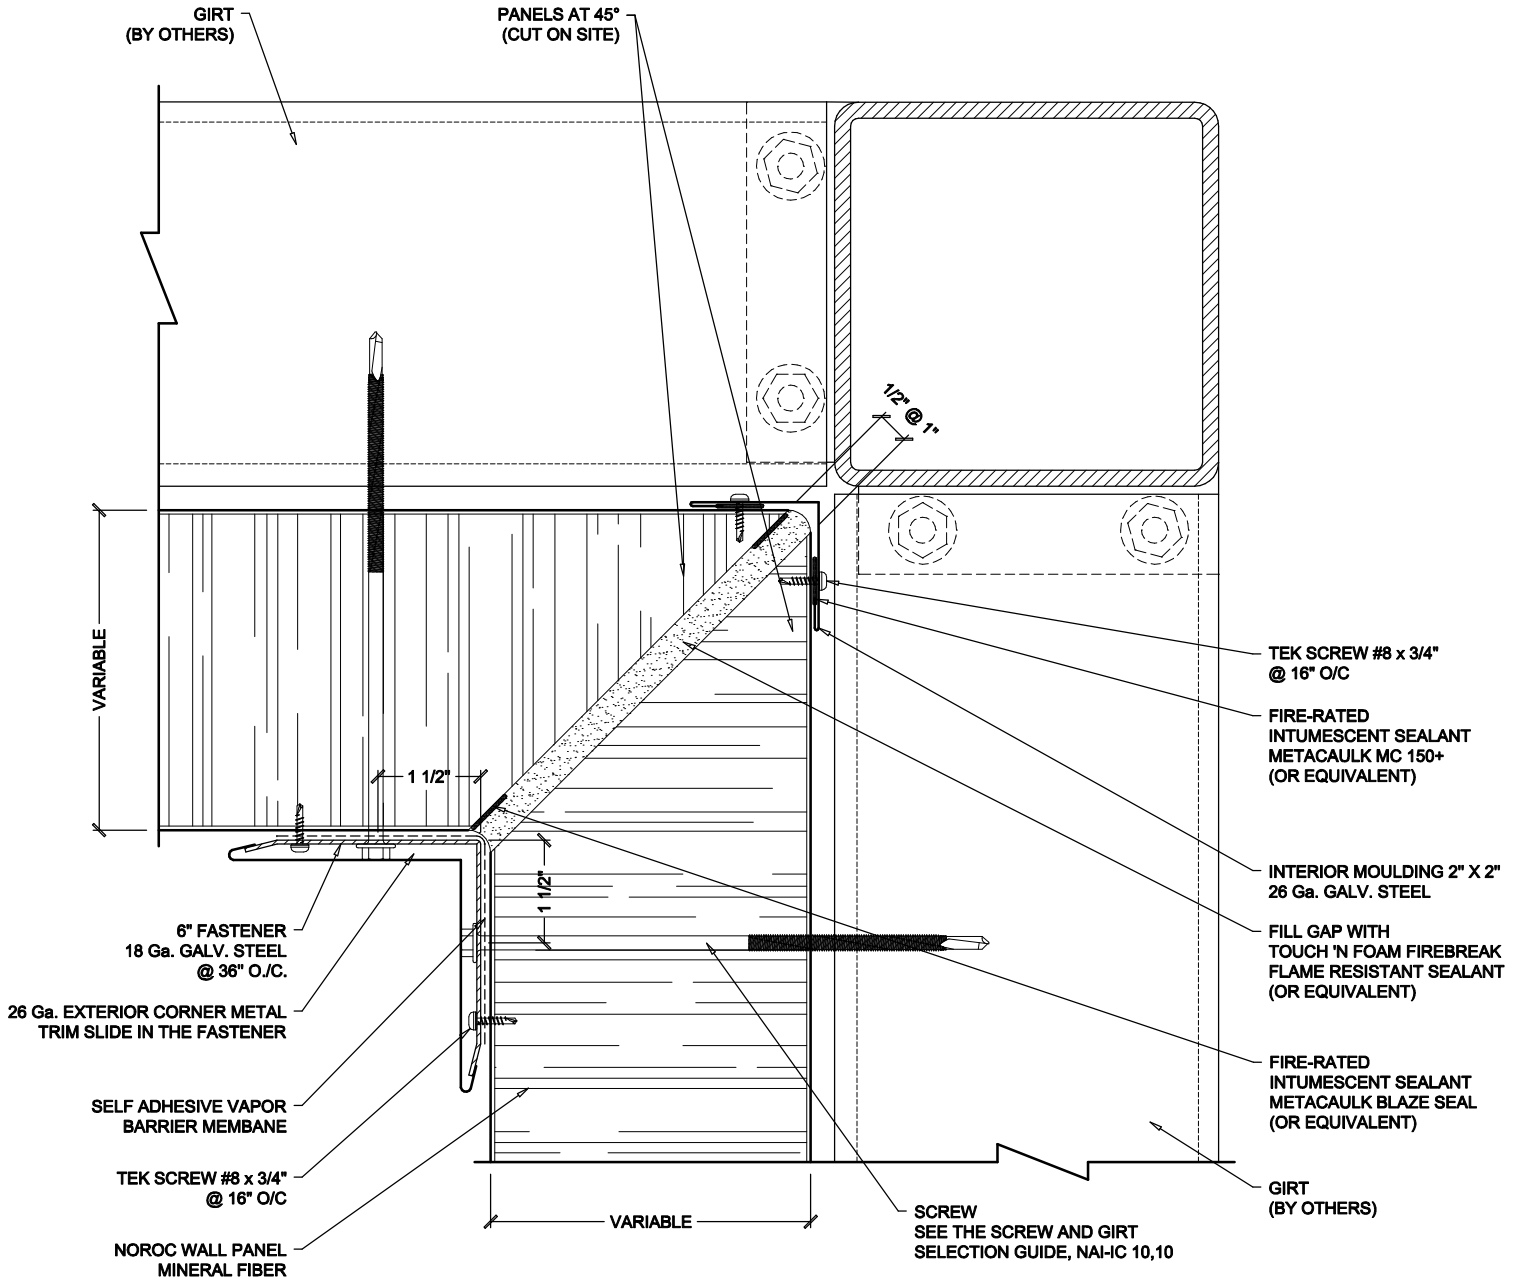 GIRT
(BY OTHERS)
PANELS AT 45°
(CUT ON SITE)
1/2" @ 1"
VARIABLE
1 1/2"
1 1/2"
TEK SCREW #8 x 3/4"
@ 16" O/C
FIRE-RATED
INTUMESCENT SEALANT
METACAULK MC 150+
(OR EQUIVALENT)
INTERIOR MOULDING 2" X 2"
26 Ga. GALV. STEEL
FILL GAP WITH
TOUCH 'N FOAM FIREBREAK
FLAME RESISTANT SEALANT
(OR EQUIVALENT)
FIRE-RATED
INTUMESCENT SEALANT
METACAULK BLAZE SEAL
(OR EQUIVALENT)
GIRT
(BY OTHERS)
6" FASTENER
18 Ga. GALV. STEEL
@ 36" O./C.
26 Ga. EXTERIOR CORNER METAL
TRIM SLIDE IN THE FASTENER
SELF ADHESIVE VAPOR
BARRIER MEMBANE
TEK SCREW #8 x 3/4"
@ 16" O/C
NOROC WALL PANEL
MINERAL FIBER
VARIABLE
SCREW
SEE THE SCREW AND GIRT
SELECTION GUIDE, NAI-IC 10,10